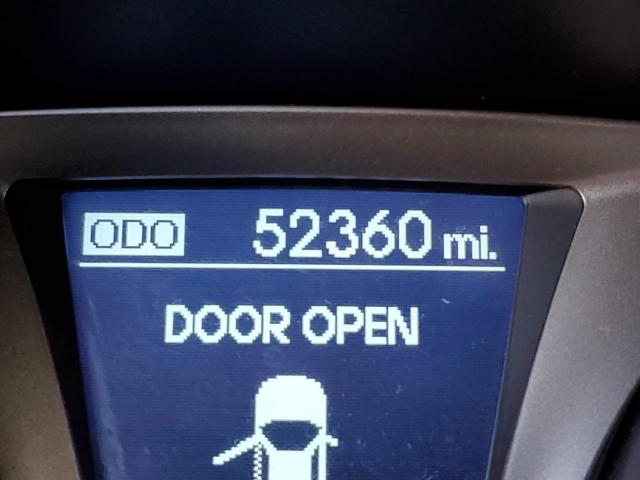 ODO 52360 mi.
DOOR OPEN